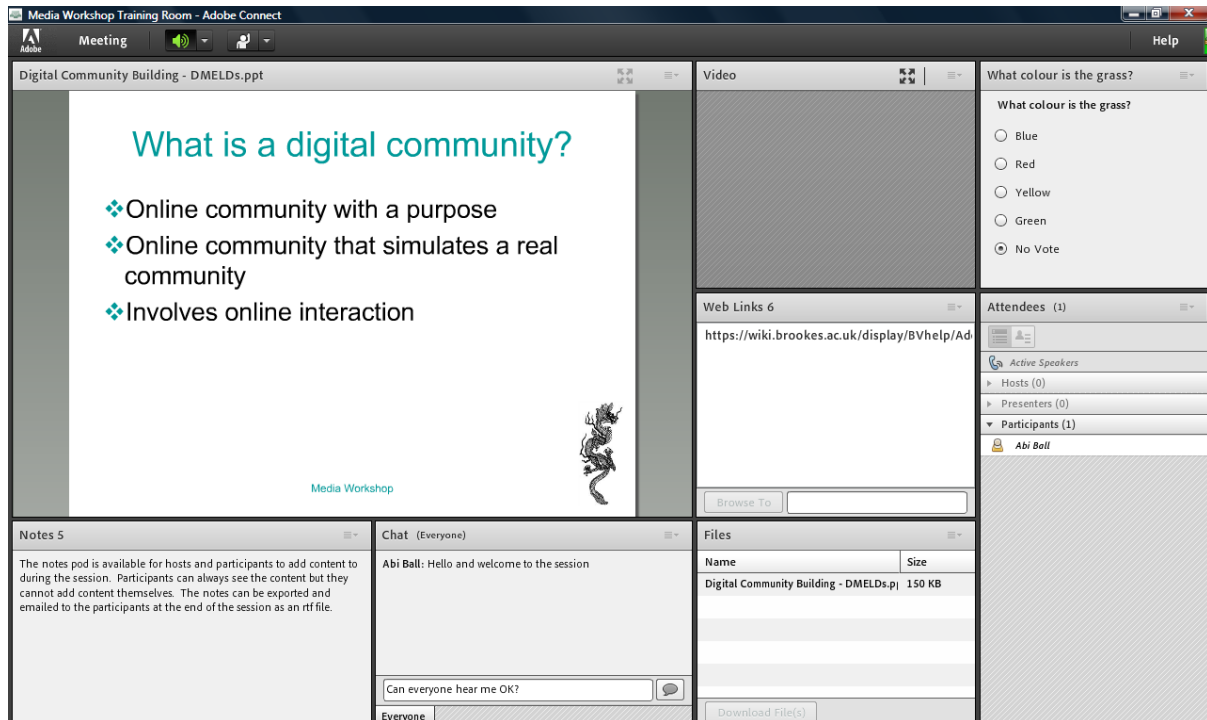 Media Workshop Training Room - Adobe Connect
Adobe
Meeting
Help
Digital Community Building - DMELDs.ppt
What is a digital community?
Online community with a purpose
Online community that simulates a real
community
Involves online interaction
Media Workshop
Video
What colour is the grass?
What colour is the grass?
Blue
Red
Yellow
Green
No Vote
Web Links 6
https://wiki.brookes.ac.uk/display/BVhelp/Ad
Browse To
Attendees (1)
Active Speakers
Hosts (0)
Presenters (0)
Participants (1)
Abi Ball
Notes 5
The notes pod is available for hosts and participants to add content to
during the session. Participants can always see the content but they
cannot add content themselves. The notes can be exported and
emailed to the participants at the end of the session as an rtf file.
Chat (Everyone)
Abi Ball: Hello and welcome to the session
Can everyone hear me OK?
Everyone
Files
Name Size
Digital Community Building - DMELDs.p 150 KB
Download File(s)